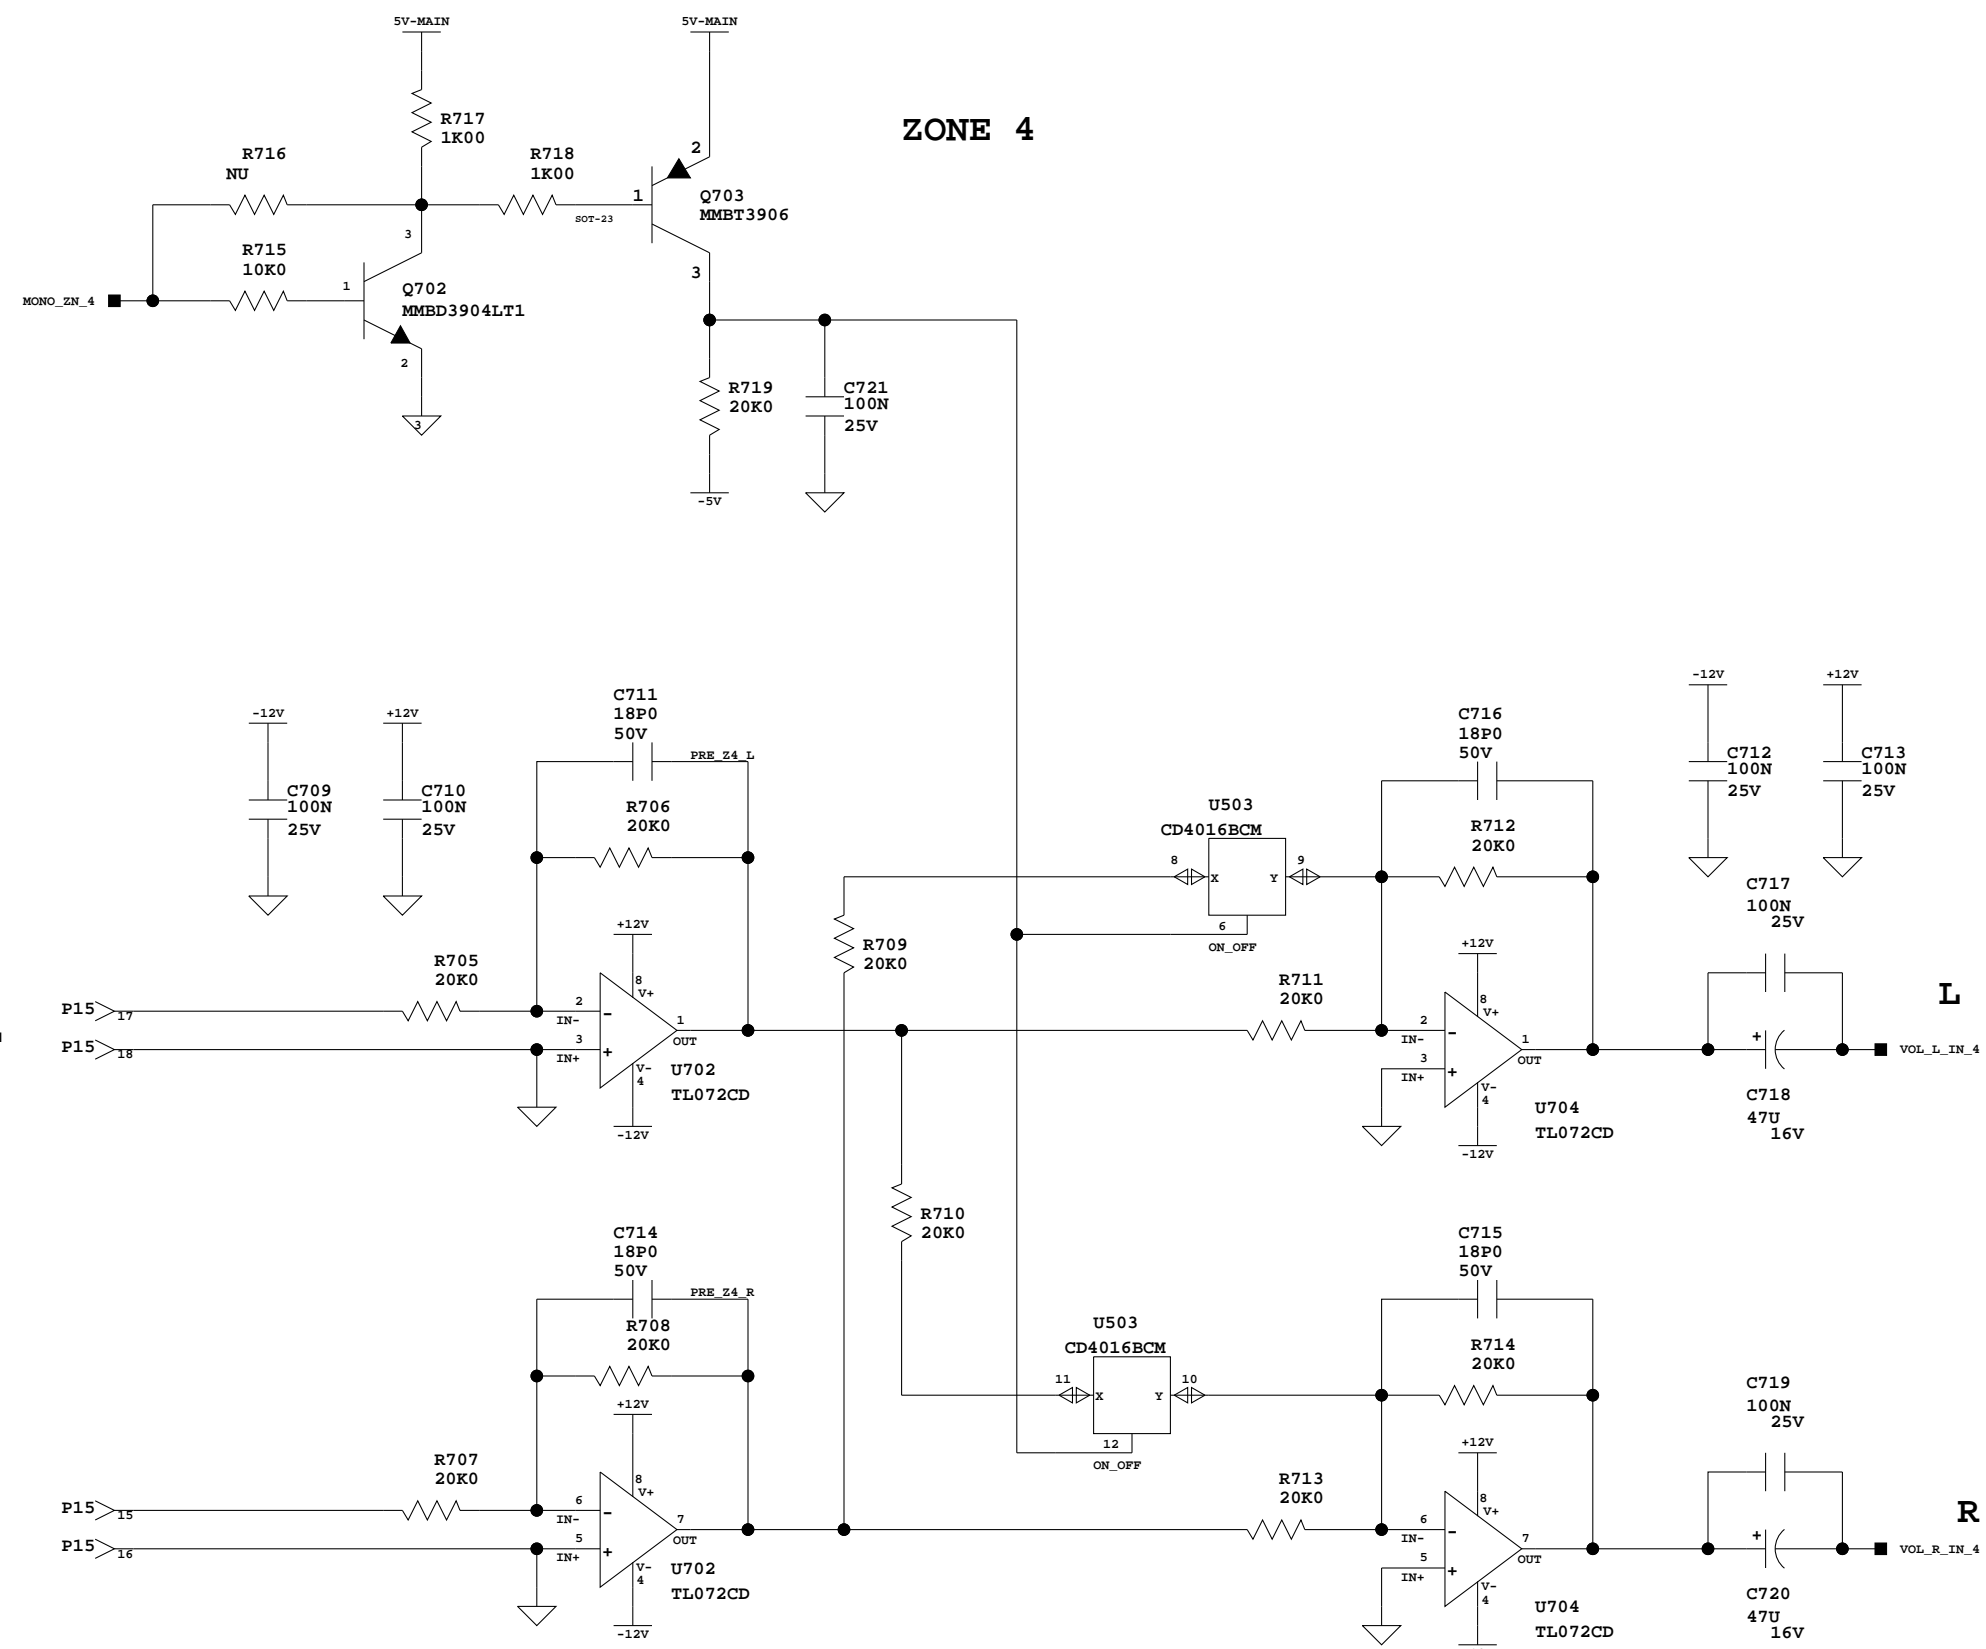 5V-MAIN
5V-MAIN
ZONE 4
R717
1K00
R716
NU
R718
1K00
2
1
SOT-23
Q703
MMBT3906
3
3
R715
10K0
MONO_ZN_4
1
Q702
MMBD3904LT1
2
3
R719
20K0
C721
100N
25V
-5V
-12V
+12V
C709
100N
25V
C710
100N
25V
C711
18P0
50V
PRE_Z4_L
R706
20K0
+12V
8
V+
R705
20K0
P15
17
2
IN-
-
P15
18
3
IN+
+
1
OUT
V-
4
U702
TL072CD
-12V
R709
20K0
U503
CD4016BCM
8
X
Y
9
6
ON_OFF
C716
18P0
50V
R712
20K0
-12V
+12V
C712
100N
25V
C713
100N
25V
C717
100N
25V
R711
20K0
+12V
8
V+
2
IN-
-
3
IN+
+
1
OUT
V-
4
U704
TL072CD
-12V
L
+
VOL_L_IN_4
C718
47U
16V
R710
20K0
C714
18P0
50V
PRE_Z4_R
R708
20K0
+12V
8
V+
R707
20K0
P15
15
6
IN-
-
P15
16
5
IN+
+
7
OUT
V-
4
U702
TL072CD
-12V
U503
CD4016BCM
11
X
Y
10
12
ON_OFF
C715
18P0
50V
R714
20K0
R713
20K0
+12V
8
V+
6
IN-
-
5
IN+
+
7
OUT
V-
4
U704
TL072CD
C719
100N
25V
R
+
VOL_R_IN_4
C720
47U
16V